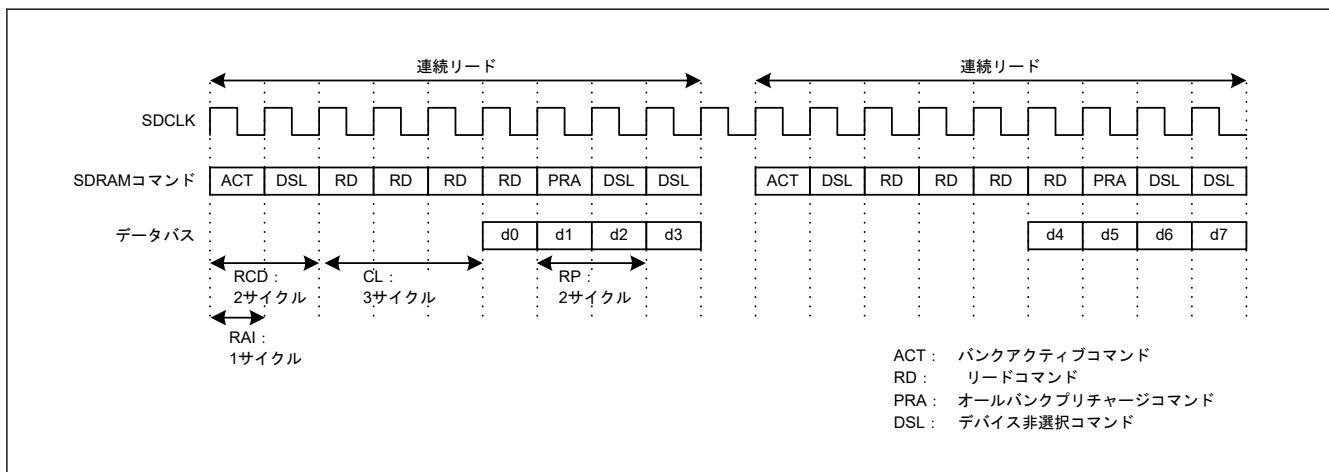 連続リード 連続リード
SDCLK
SDRAMコマンド ACT DSL RD RD RD RD PRA DSL DSL ACT DSL RD RD RD RD PRA DSL DSL
データバス d0 d1 d2 d3 d4 d5 d6 d7
RCD： CL： RP：
2サイクル 3サイクル 2サイクル
RAI：
1サイクル
ACT： バンクアクティブコマンド
RD： リードコマンド
PRA： オールバンクプリチャージコマンド
DSL： デバイス非選択コマンド